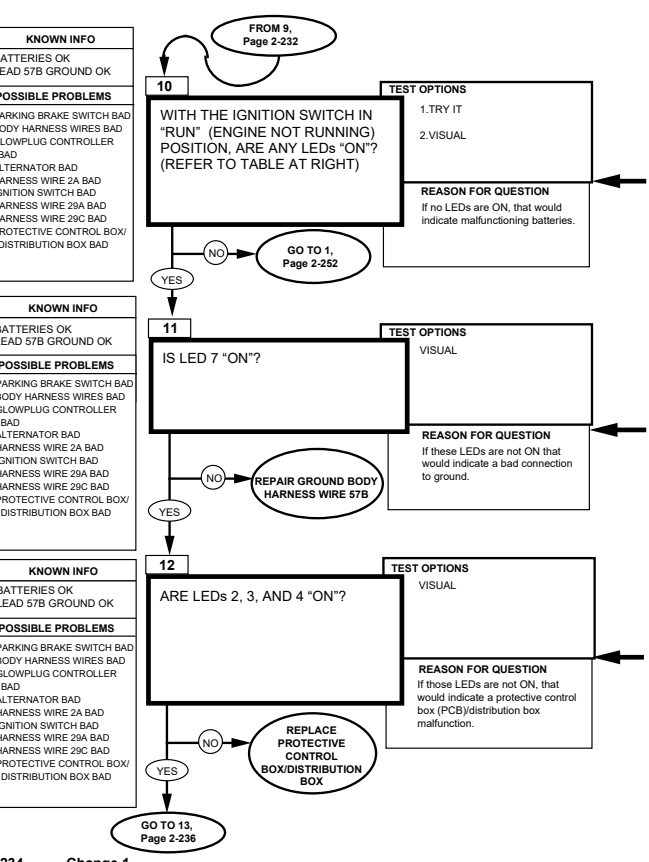 FROM 9,
Page 2-232
KNOWN INFO
BATTERIES OK
LEAD 57B GROUND OK
POSSIBLE PROBLEMS
PARKING BRAKE SWITCH BAD
BODY HARNESS WIRES BAD
GLOWPLUG CONTROLLER
BAD
ALTERNATOR BAD
HARNESS WIRE 2A BAD
IGNITION SWITCH BAD
HARNESS WIRE 29A BAD
HARNESS WIRE 29C BAD
PROTECTIVE CONTROL BOX/
DISTRIBUTION BOX BAD
10
WITH THE IGNITION SWITCH IN
“RUN” (ENGINE NOT RUNNING)
POSITION, ARE ANY LEDs “ON”?
(REFER TO TABLE AT RIGHT)
TEST OPTIONS
1.TRY IT
2.VISUAL
REASON FOR QUESTION
If no LEDs are ON, that would
indicate malfunctioning batteries.
NO
GO TO 1,
Page 2-252
YES
KNOWN INFO
BATTERIES OK
LEAD 57B GROUND OK
POSSIBLE PROBLEMS
PARKING BRAKE SWITCH BAD
BODY HARNESS WIRES BAD
GLOWPLUG CONTROLLER
BAD
ALTERNATOR BAD
HARNESS WIRE 2A BAD
IGNITION SWITCH BAD
HARNESS WIRE 29A BAD
HARNESS WIRE 29C BAD
PROTECTIVE CONTROL BOX/
DISTRIBUTION BOX BAD
11
IS LED 7 “ON”?
TEST OPTIONS
VISUAL
REASON FOR QUESTION
If these LEDs are not ON that
would indicate a bad connection
to ground.
NO
REPAIR GROUND BODY
HARNESS WIRE 57B
YES
KNOWN INFO
BATTERIES OK
LEAD 57B GROUND OK
POSSIBLE PROBLEMS
PARKING BRAKE SWITCH BAD
BODY HARNESS WIRES BAD
GLOWPLUG CONTROLLER
BAD
ALTERNATOR BAD
HARNESS WIRE 2A BAD
IGNITION SWITCH BAD
HARNESS WIRE 29A BAD
HARNESS WIRE 29C BAD
PROTECTIVE CONTROL BOX/
DISTRIBUTION BOX BAD
12
ARE LEDs 2, 3, AND 4 “ON”?
TEST OPTIONS
VISUAL
REASON FOR QUESTION
If those LEDs are not ON, that
would indicate a protective control
box (PCB)/distribution box
malfunction.
NO
REPLACE
PROTECTIVE
CONTROL
BOX/DISTRIBUTION
BOX
YES
GO TO 13,
Page 2-236
234 Change 1